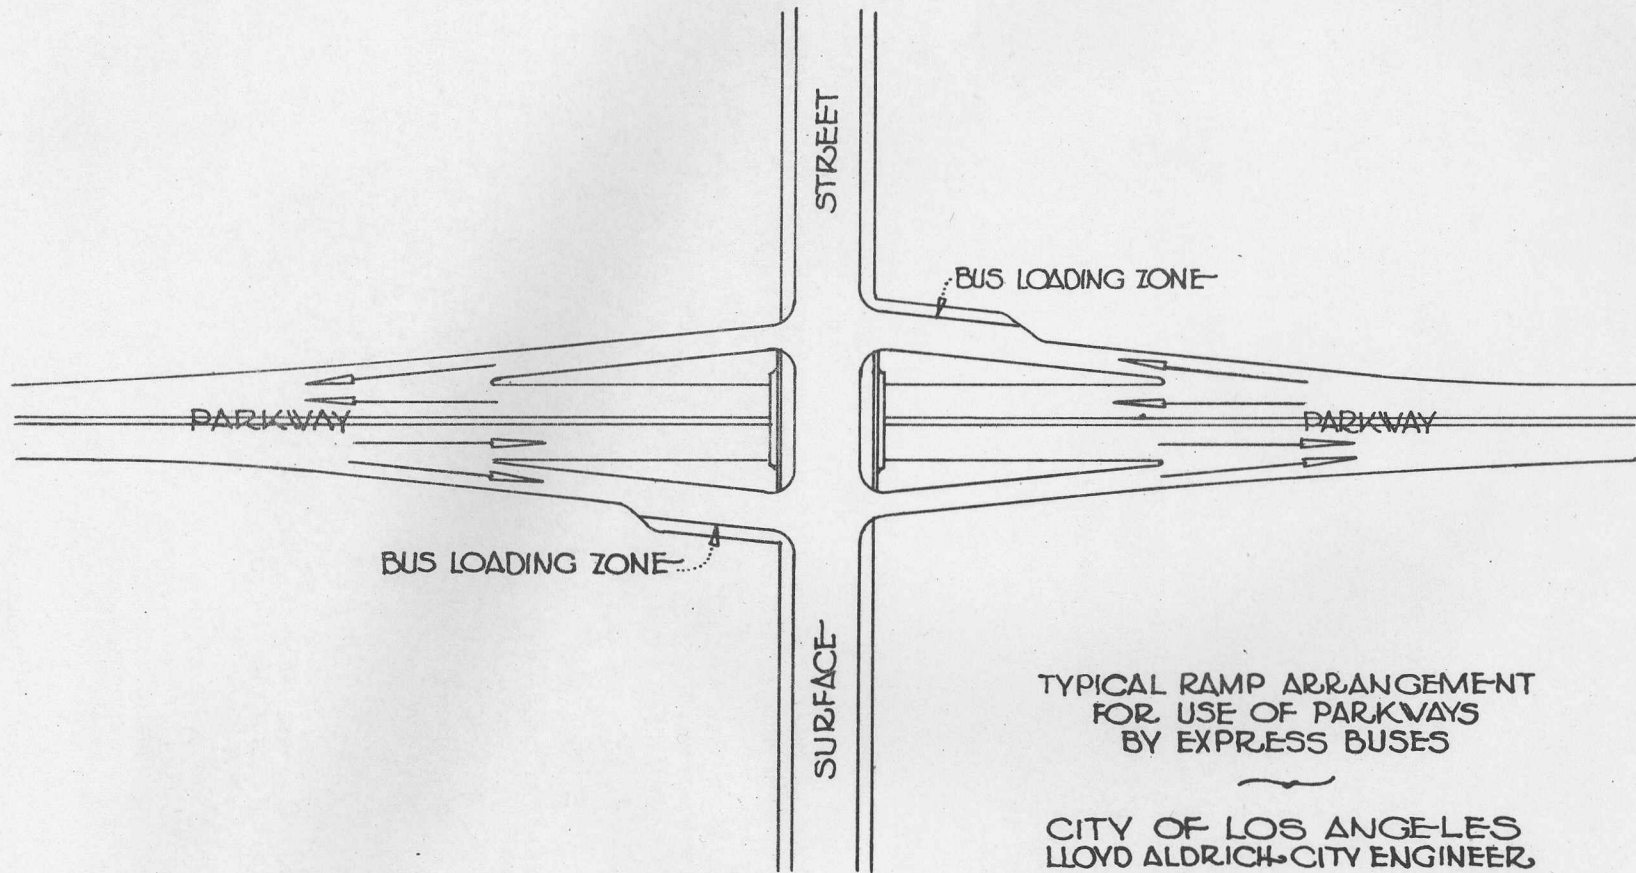 STREET
BUS LOADING ZONE
PARKWAY
PARKWAY
BUS LOADING ZONE
SURFACE
TYPICAL RAMP ARRANGEMENT
FOR USE OF PARKWAYS
BY EXPRESS BUSES
CITY OF LOS ANGELES
LLOYD ALDRICH-CITY ENGINEER